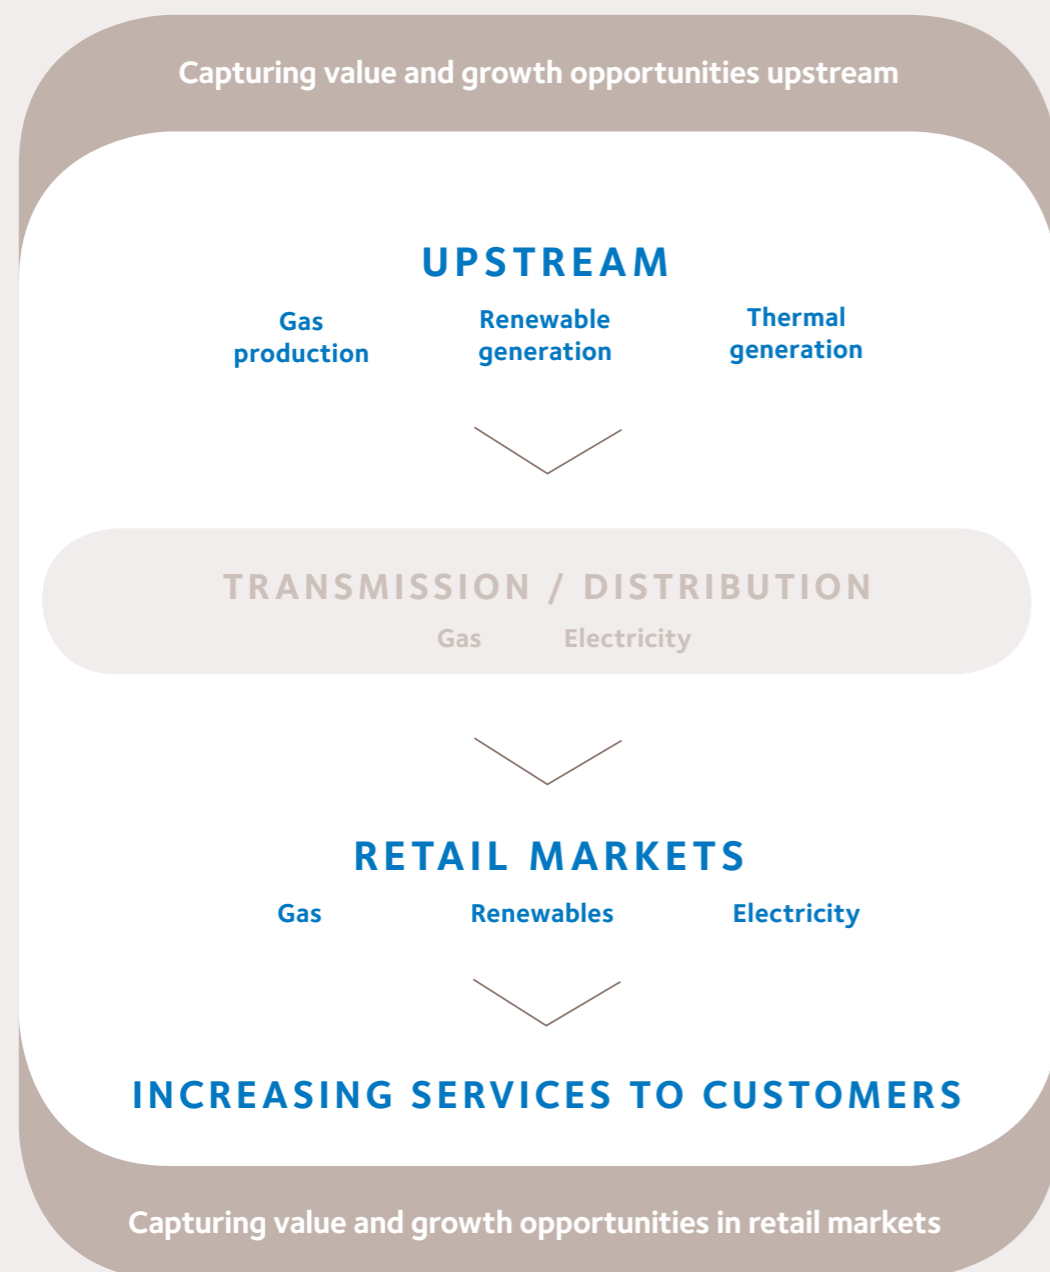 Capturing value and growth opportunities upstream
UPSTREAM
Gas production
Renewable generation
Thermal generation
TRANSMISSION / DISTRIBUTION
Gas Electricity
RETAIL MARKETS
Gas Renewables Electricity
INCREASING SERVICES TO CUSTOMERS
Capturing value and growth opportunities in retail markets